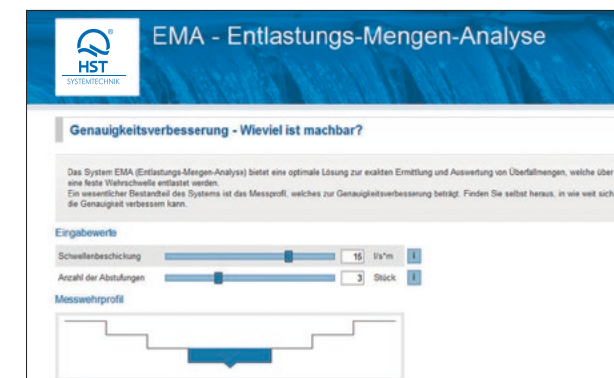 EMA - Entlastungs-Mengen-Analyse
HST
SYSTEMTECHNIK
Genauigkeitsverbesserung - Wieviel ist machbar?
Das System EMA (Entlastungs-Mengen-Analyse) bietet eine optimale Lösung zur exakten Ermittlung und Auswertung von Überfallmengen, welche über
eine feste Wehrschwelle entlastet werden.
Ein wesentlicher Bestandteil des Systems ist das Messprofil, welches zur Genauigkeitsverbesserung beträgt. Finden Sie selbst heraus, in wie weit sich
die Genauigkeit verbessern kann.
Eingabewerte
Schwellenbeschickung 15 l/s*m i
Anzahl der Abstufungen 3 Stück i
Messwehrprofil